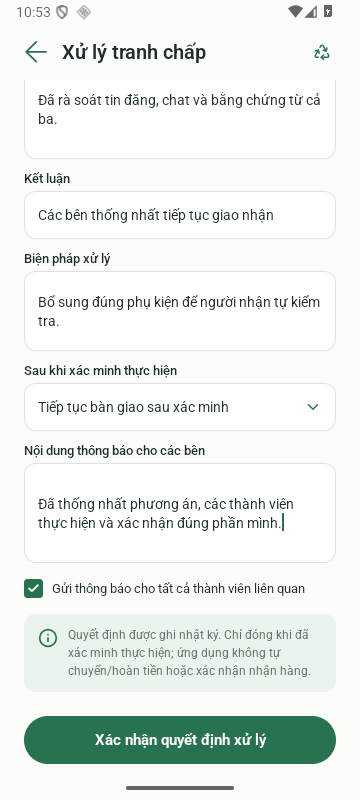 10:53
Xử lý tranh chấp
Đã rà soát tin đăng, chat và bằng chứng từ cả
ba.
Kết luận
Các bên thống nhất tiếp tục giao nhận
Biện pháp xử lý
Bổ sung đúng phụ kiện để người nhận tự kiểm
tra.
Sau khi xác minh thực hiện
Tiếp tục bàn giao sau xác minh
Nội dung thông báo cho các bên
Đã thống nhất phương án, các thành viên
thực hiện và xác nhận đúng phần mình.
Gửi thông báo cho tất cả thành viên liên quan
Quyết định được ghi nhật ký. Chỉ đóng khi đã
xác minh thực hiện; ứng dụng không tự
chuyển/hoàn tiền hoặc xác nhận nhận hàng.
Xác nhận quyết định xử lý